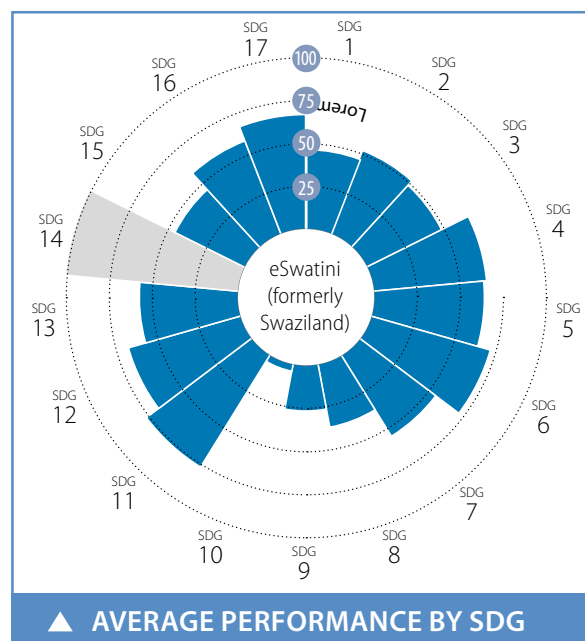 SDG
1
SDG
2
SDG
3
SDG
4
SDG
5
SDG
6
SDG
7
SDG
8
SDG
9
SDG
10
SDG
11
SDG
12
SDG
13
SDG
14
SDG
15
SDG
16
SDG
17
100
75
50
25
Lorem
eSwatini
(formerly
Swaziland)
▲ AVERAGE PERFORMANCE BY SDG